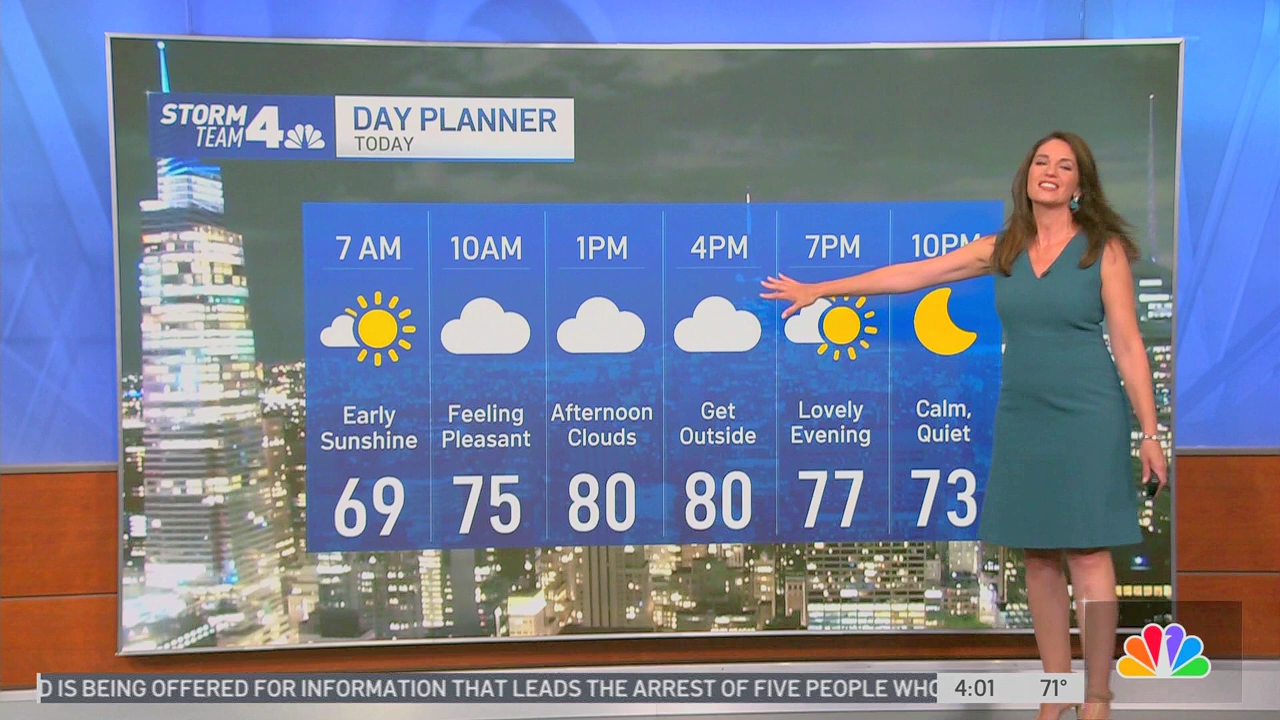 STORM
TEAM 4
DAY PLANNER
TODAY
7 AM
10AM
1PM
4PM
7PM
10PM
Early
Sunshine
Feeling
Pleasant
Afternoon
Clouds
Get
Outside
Lovely
Evening
Calm,
Quiet
69
75
80
80
77
73
D IS BEING OFFERED FOR INFORMATION THAT LEADS THE ARREST OF FIVE PEOPLE WHO
4:01
71°